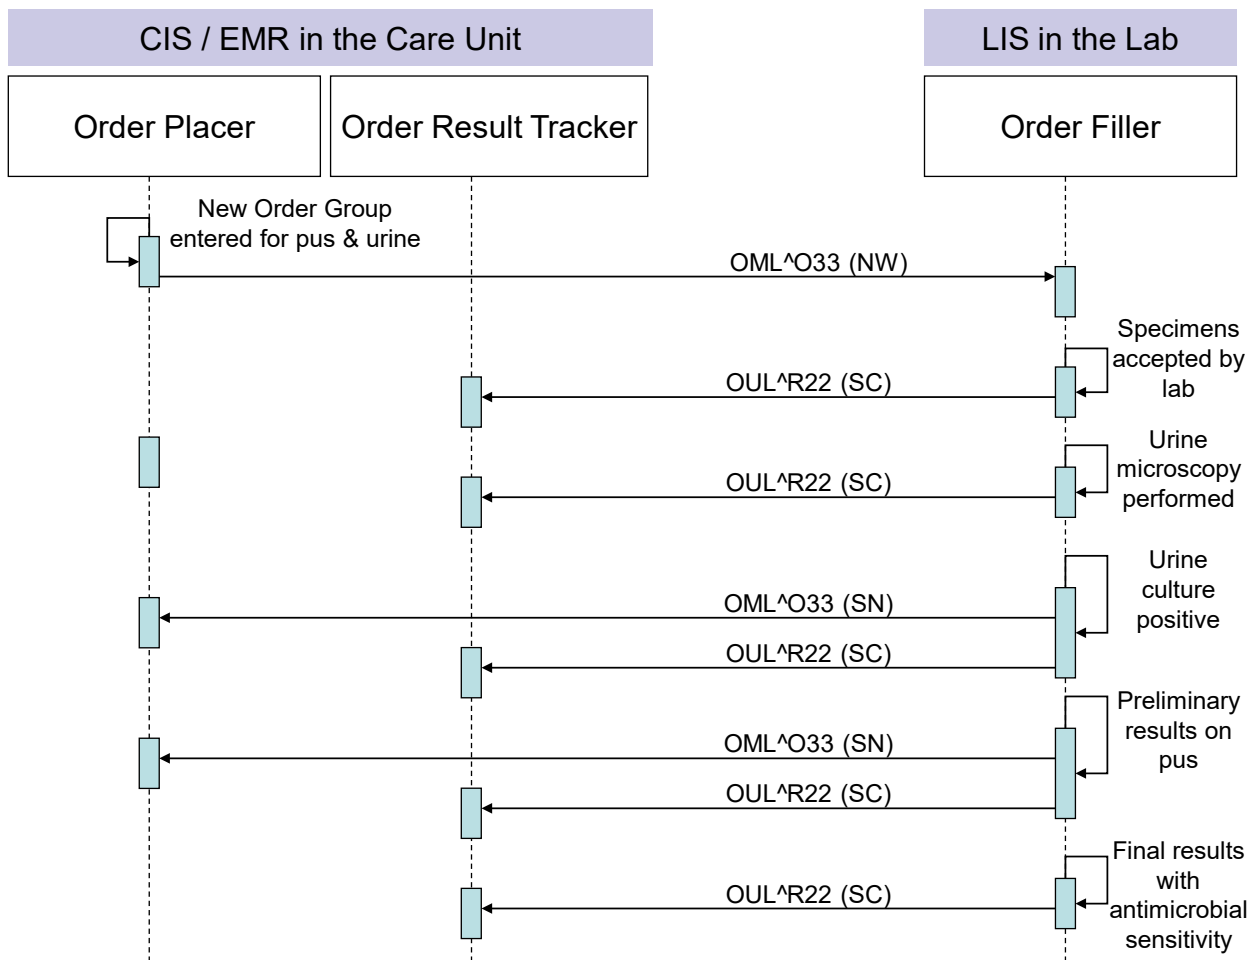 CIS / EMR in the Care Unit
LIS in the Lab
Order Placer
Order Result Tracker
Order Filler
New Order Group
entered for pus & urine
OML^O33 (NW)
Specimens
accepted by
lab
OUL^R22 (SC)
Urine
microscopy
performed
OUL^R22 (SC)
Urine
culture
positive
OML^O33 (SN)
OUL^R22 (SC)
Preliminary
results on
pus
OML^O33 (SN)
OUL^R22 (SC)
Final results
with
antimicrobial
sensitivity
OUL^R22 (SC)